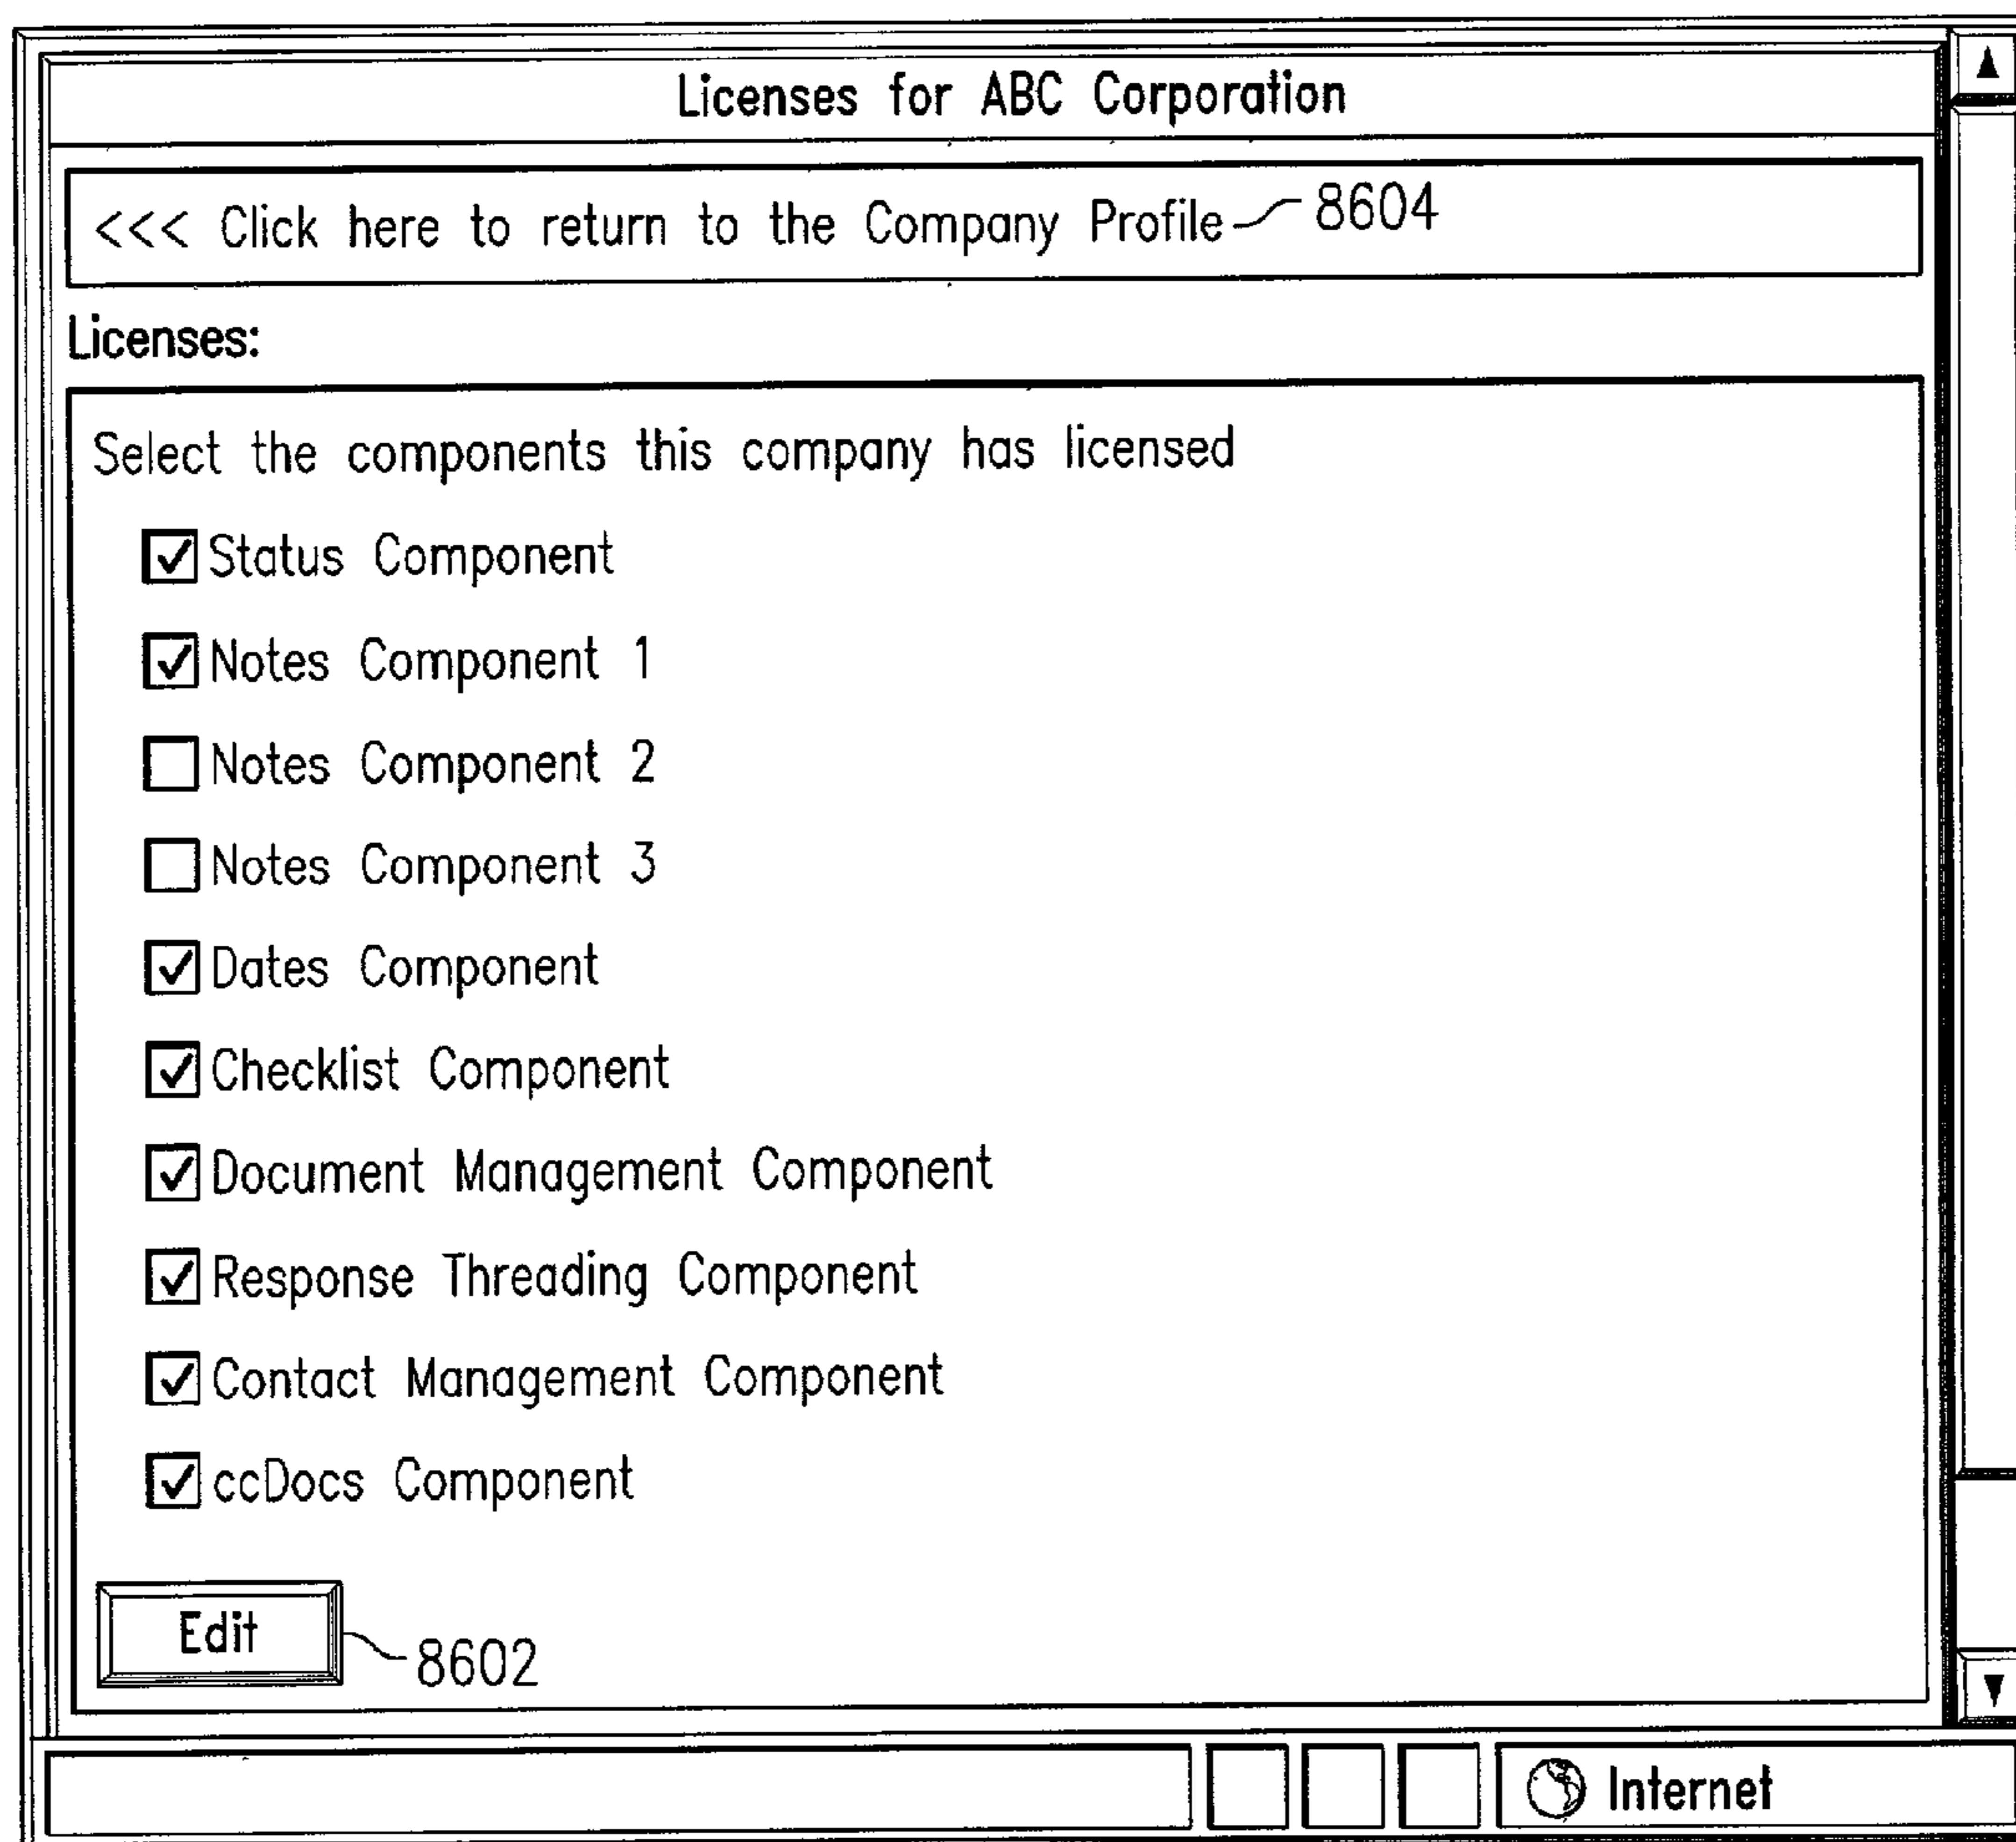 Licenses for ABC Corporation
<<< Click here to return to the Company Profile 8604
Licenses:
Select the components this company has licensed
Status Component
Notes Component 1
Notes Component 2
Notes Component 3
Dates Component
Checklist Component
Document Management Component
Response Threading Component
Contact Management Component
ccDocs Component
Edit 8602
Internet